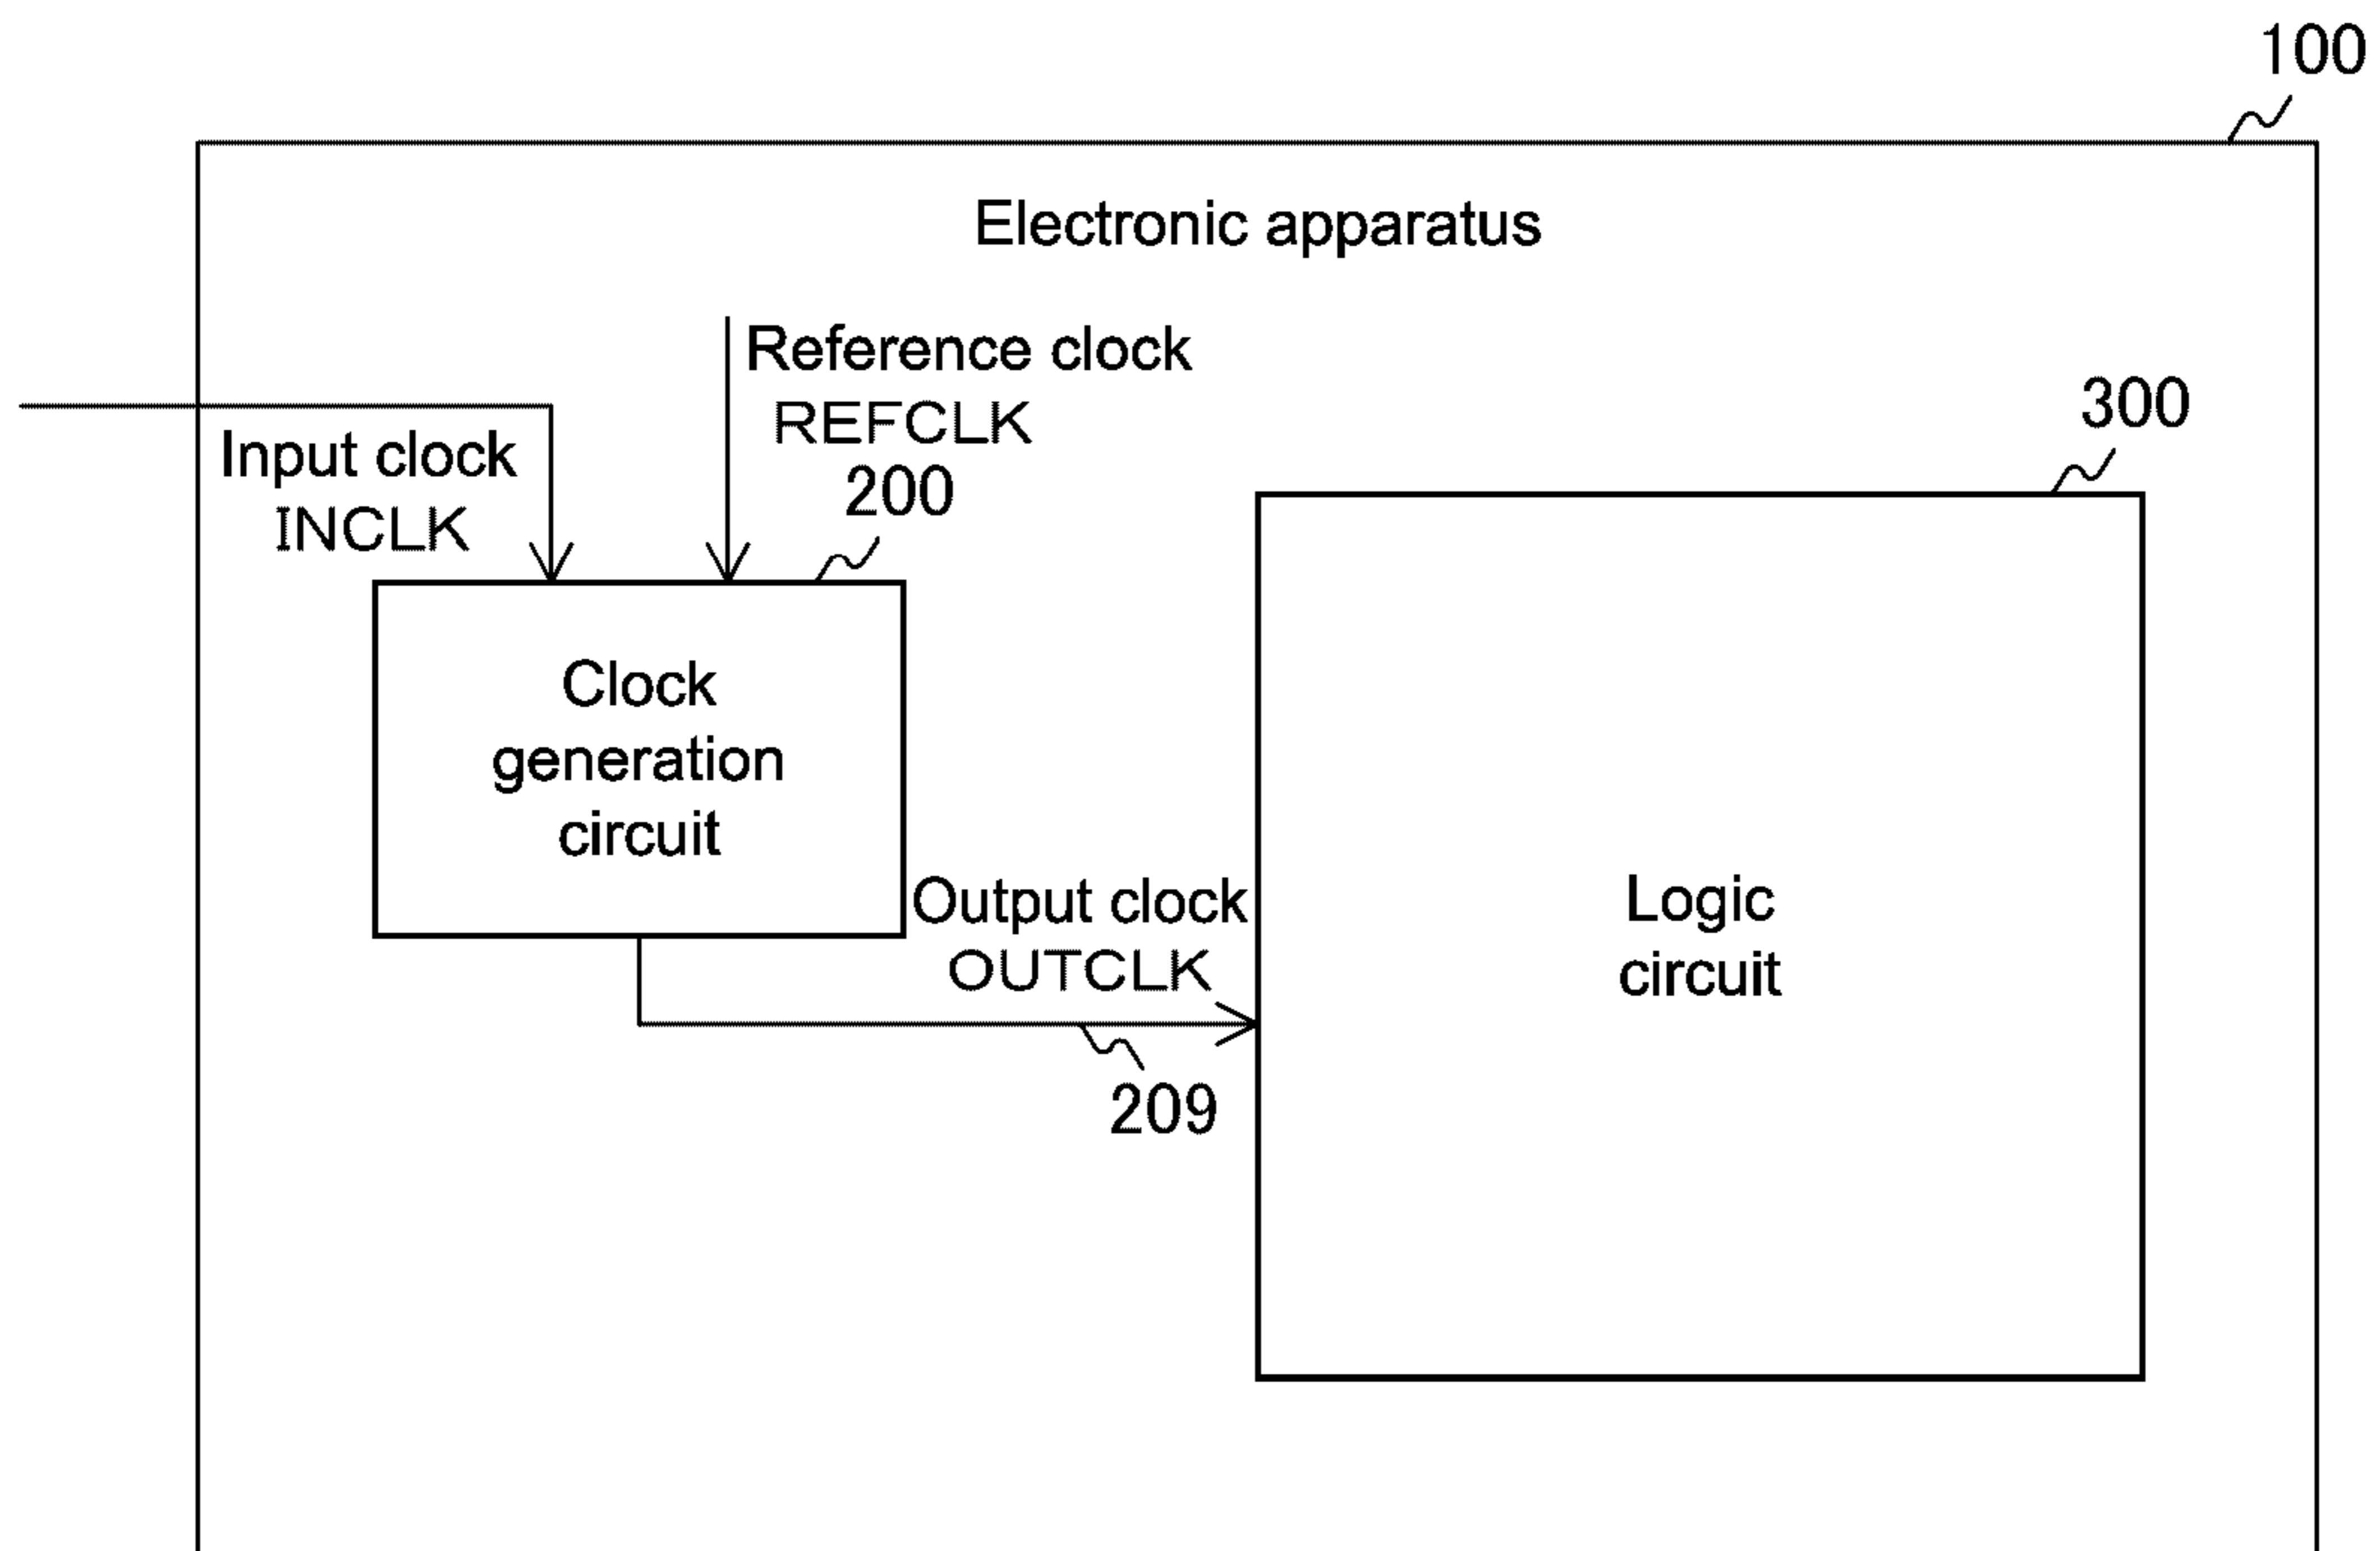 100
Electronic apparatus
Reference clock
REFCLK
Input clock
INCLK
200
300
Clock
generation
circuit
Output clock
OUTCLK
209
Logic
circuit